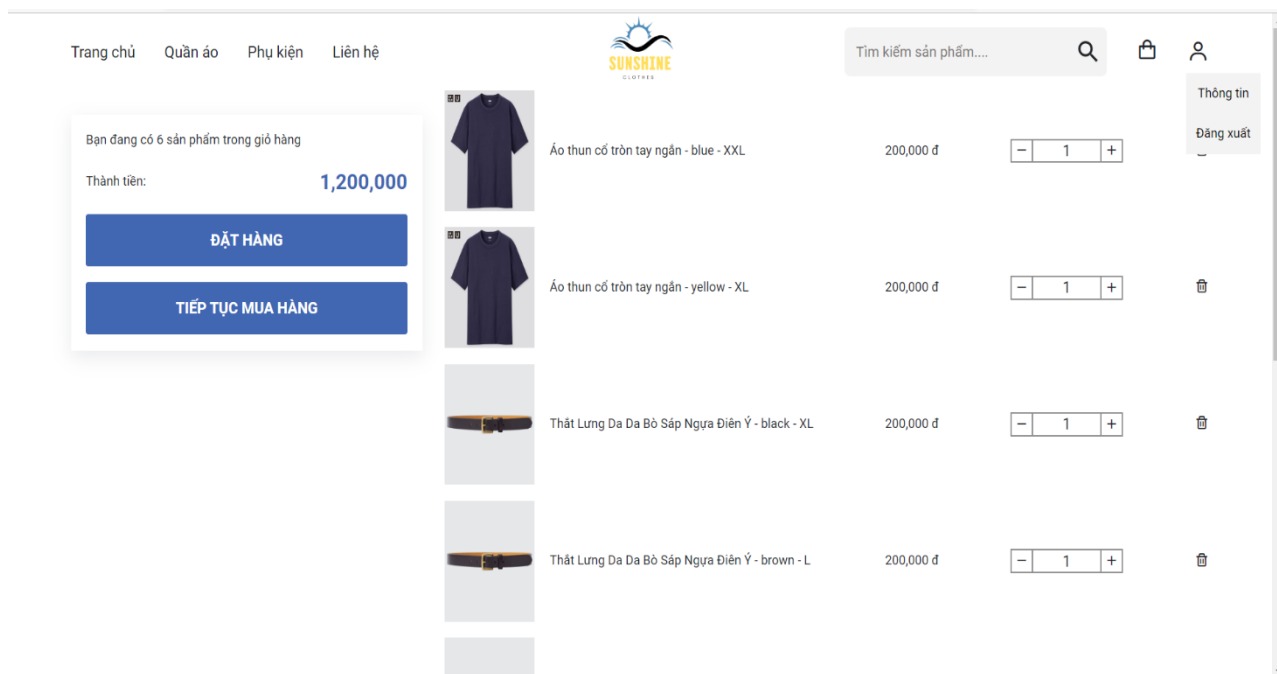 Trang chủ Quần áo Phụ kiện Liên hệ
SUNSHINE
CLOTHES
Tìm kiếm sản phẩm....
Thông tin
Đăng xuất
Bạn đang có 6 sản phẩm trong giỏ hàng
Thành tiền: 1,200,000
ĐẶT HÀNG
TIẾP TỤC MUA HÀNG
Áo thun cổ tròn tay ngắn - blue - XXL 200,000 đ − 1 +
Áo thun cổ tròn tay ngắn - yellow - XL 200,000 đ − 1 +
Thắt Lưng Da Da Bò Sáp Ngựa Điên Ý - black - XL 200,000 đ − 1 +
Thắt Lưng Da Da Bò Sáp Ngựa Điên Ý - brown - L 200,000 đ − 1 +